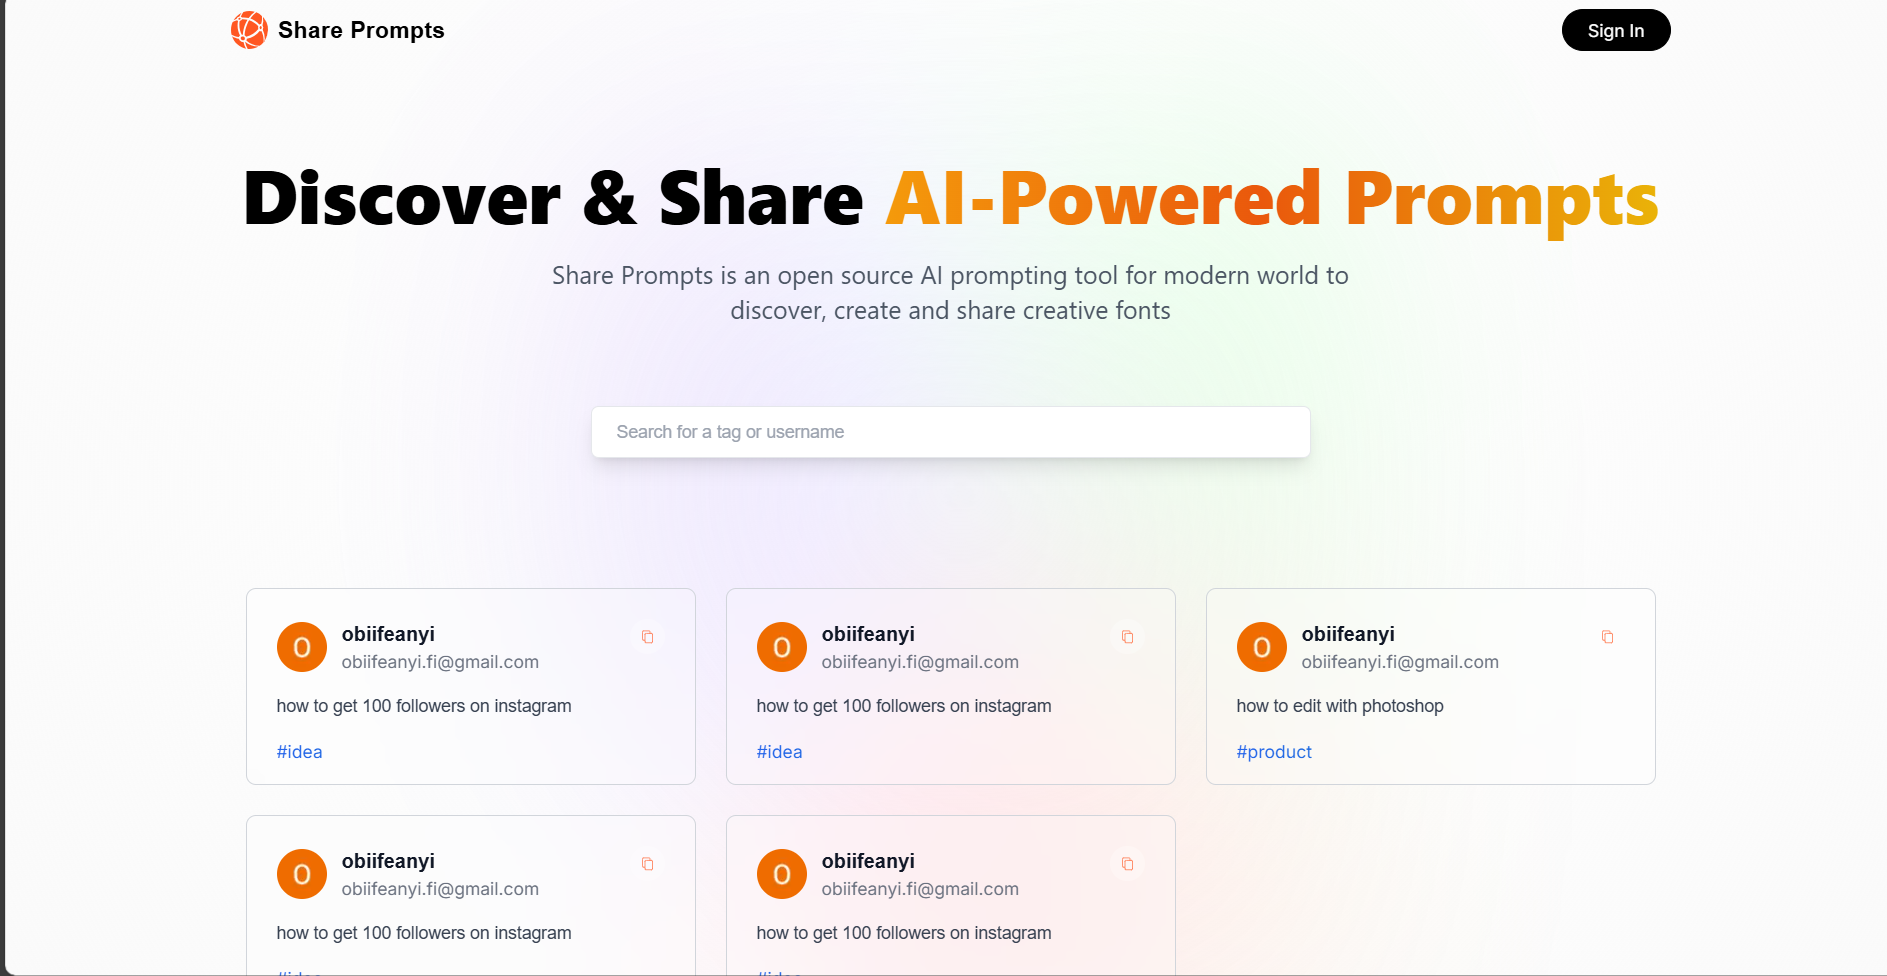 Share Prompts
Sign In
Discover & Share AI-Powered Prompts
Share Prompts is an open source AI prompting tool for modern world to
discover, create and share creative fonts
Search for a tag or username
O
obiifeanyi
obiifeanyi.fi@gmail.com
how to get 100 followers on instagram
#idea
O
obiifeanyi
obiifeanyi.fi@gmail.com
how to get 100 followers on instagram
#idea
O
obiifeanyi
obiifeanyi.fi@gmail.com
how to edit with photoshop
#product
O
obiifeanyi
obiifeanyi.fi@gmail.com
how to get 100 followers on instagram
O
obiifeanyi
obiifeanyi.fi@gmail.com
how to get 100 followers on instagram